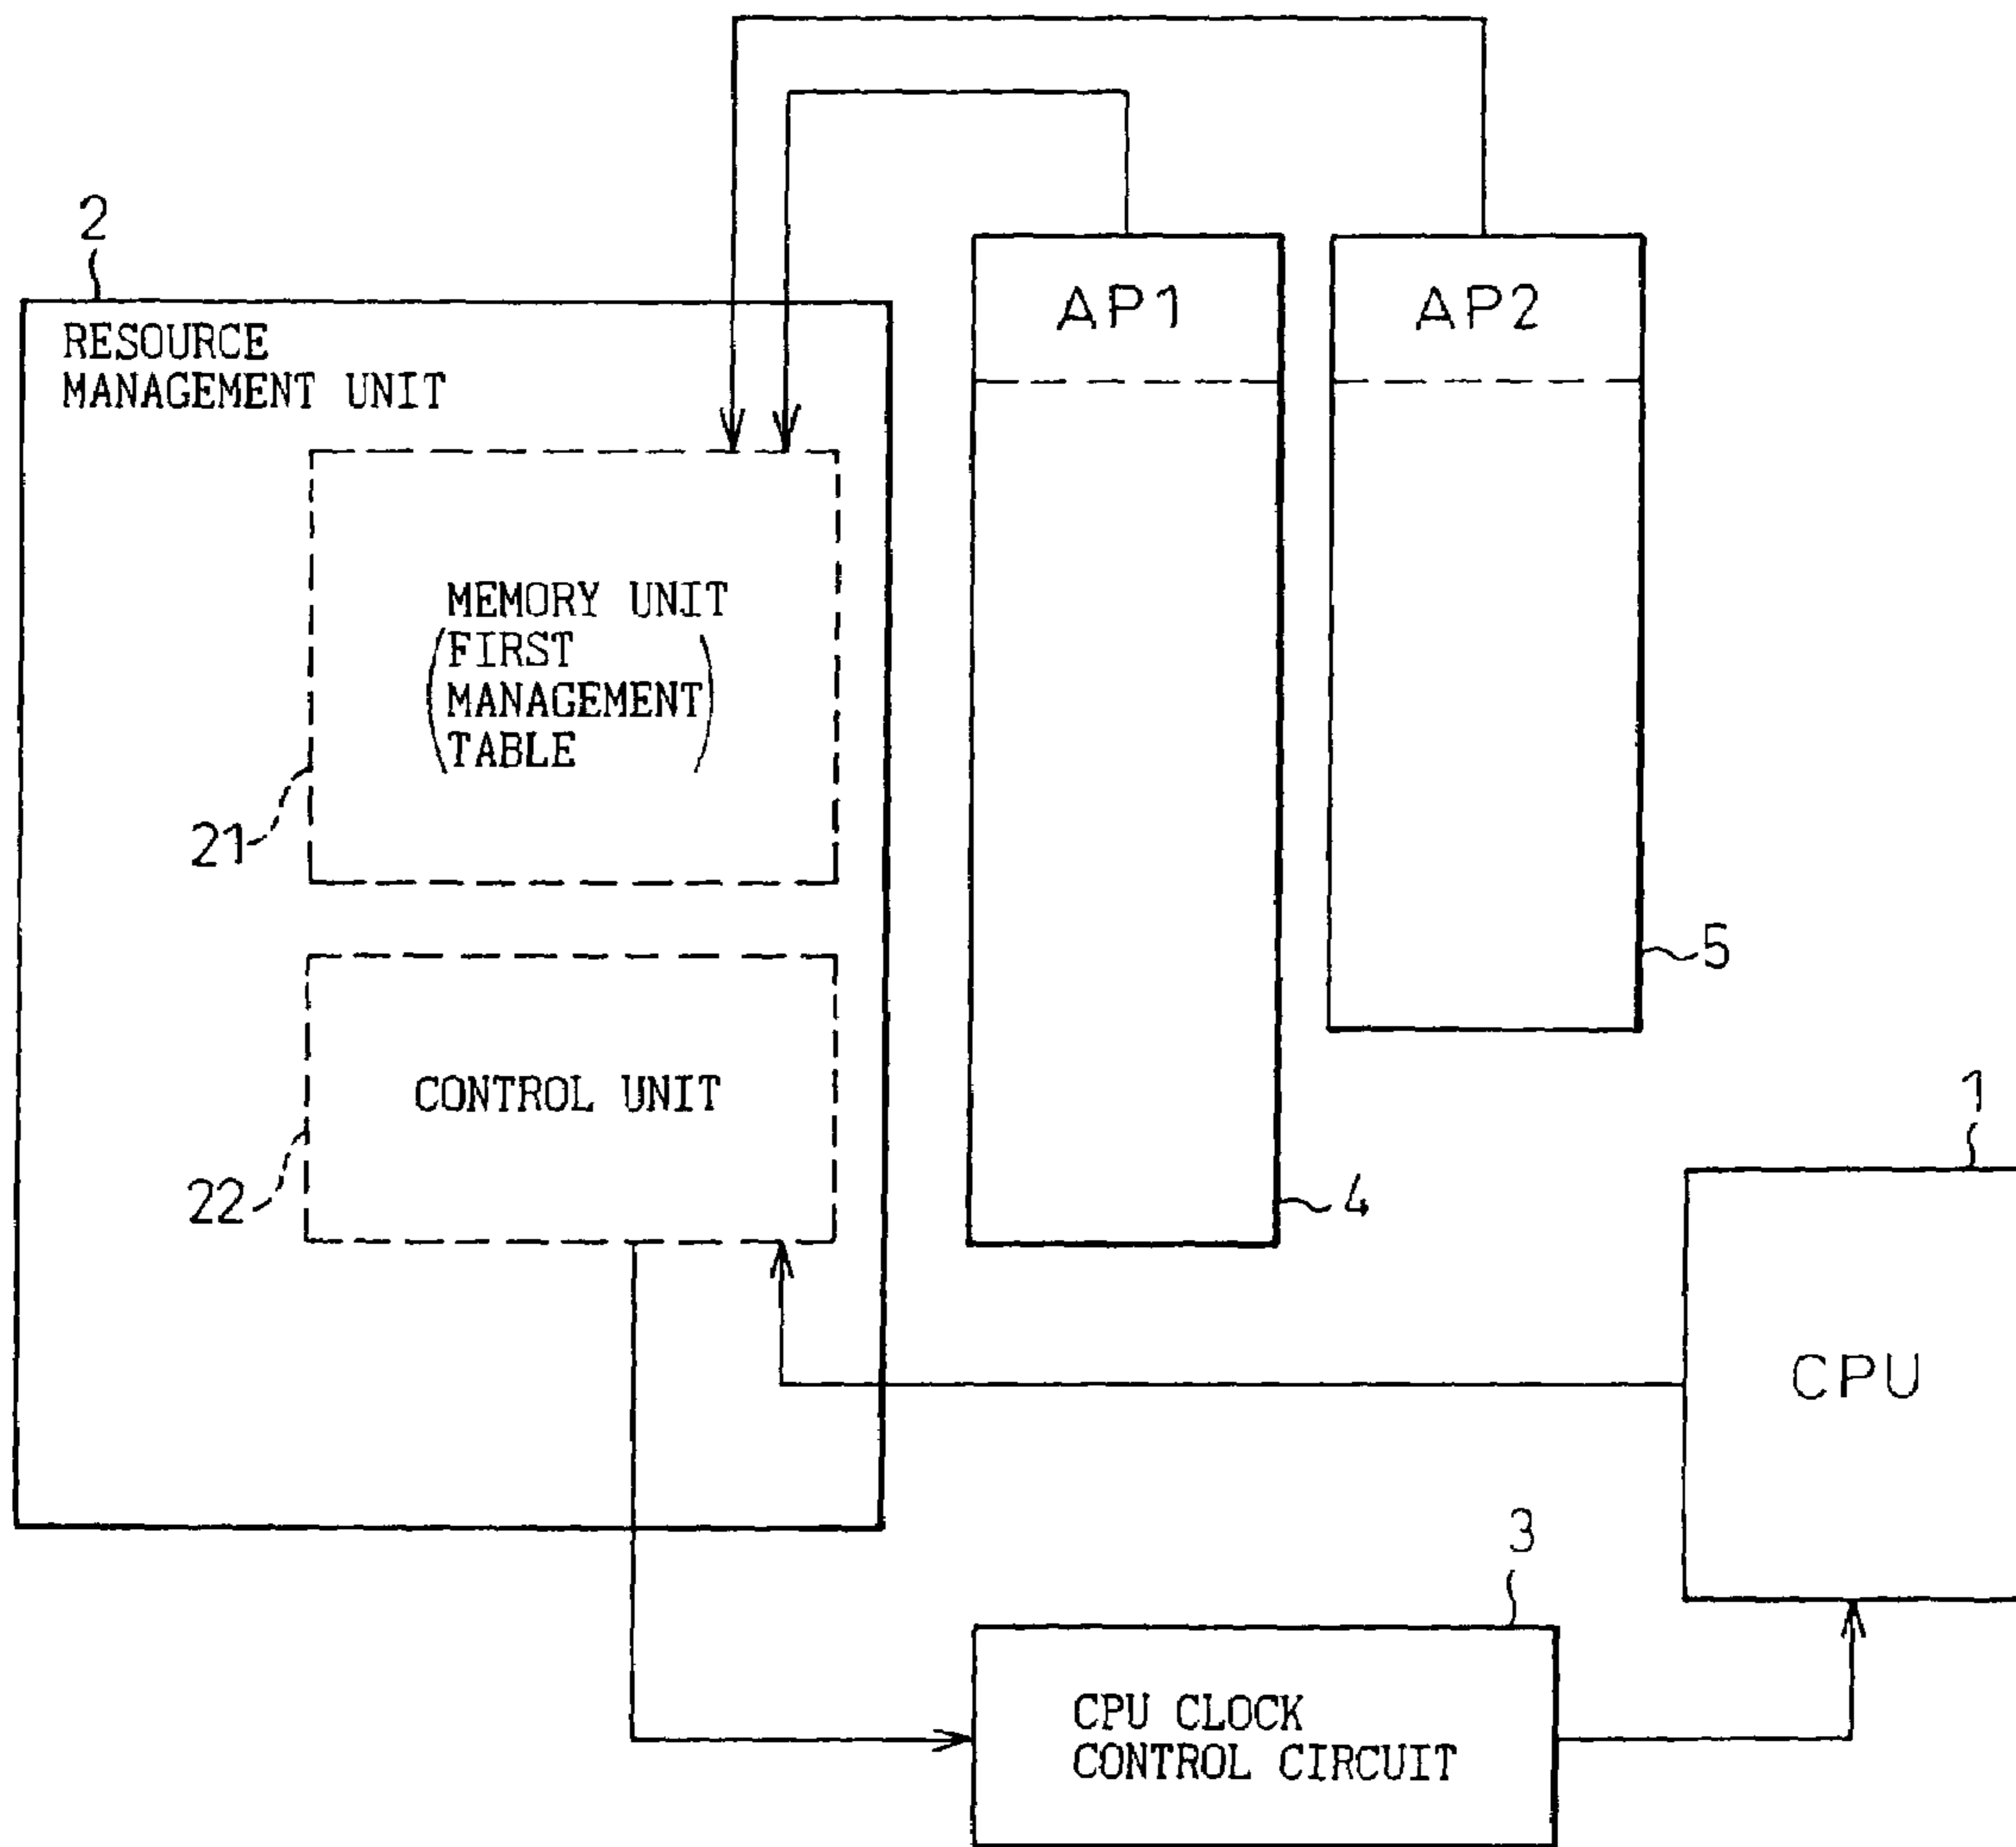 2
RESOURCE
MANAGEMENT UNIT
AP1
AP2
MEMORY UNIT
FIRST
MANAGEMENT
TABLE
21
5
CONTROL UNIT
22
4
1
CPU
3
CPU CLOCK
CONTROL CIRCUIT